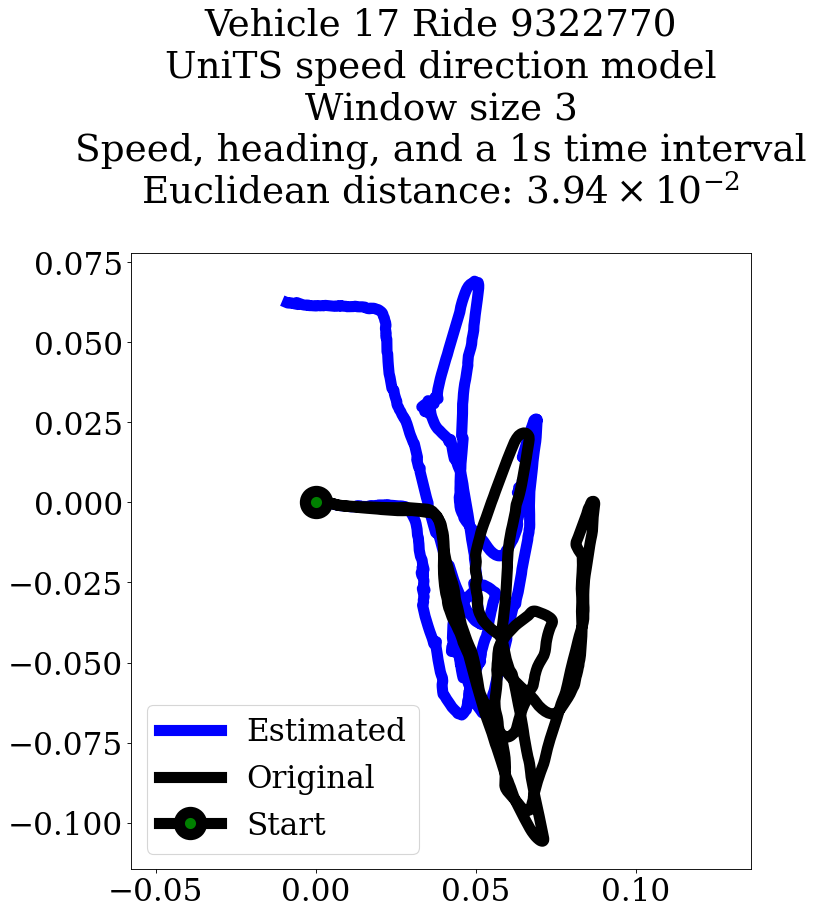 Vehicle 17 Ride 9322770
UniTS speed direction model
Window size 3
Speed, heading, and a 1s time interval
Euclidean distance: 3.94 × 10⁻²
0.075
0.050
0.025
0.000
−0.025
−0.050
−0.075
−0.100
Estimated
Original
Start
−0.05 0.00 0.05 0.10